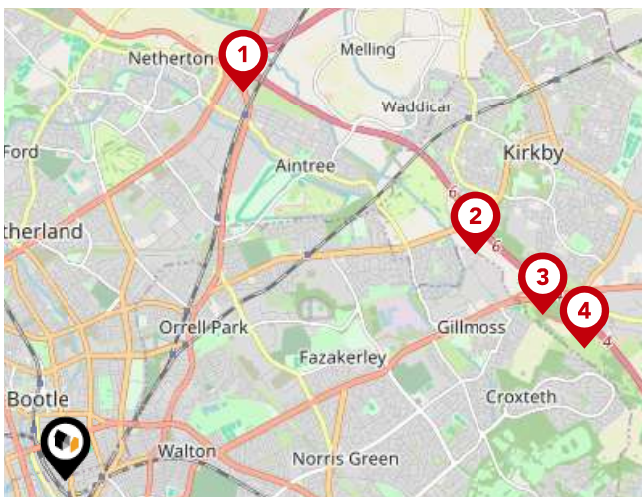 Netherton
1
Melling
Waddicar
Ford
Aintree
Kirkby
6
2
therland
6
3
Orrell Park
Gillmoss
4
4
Fazakerley
Bootle
Croxteth
Walton
Norris Green